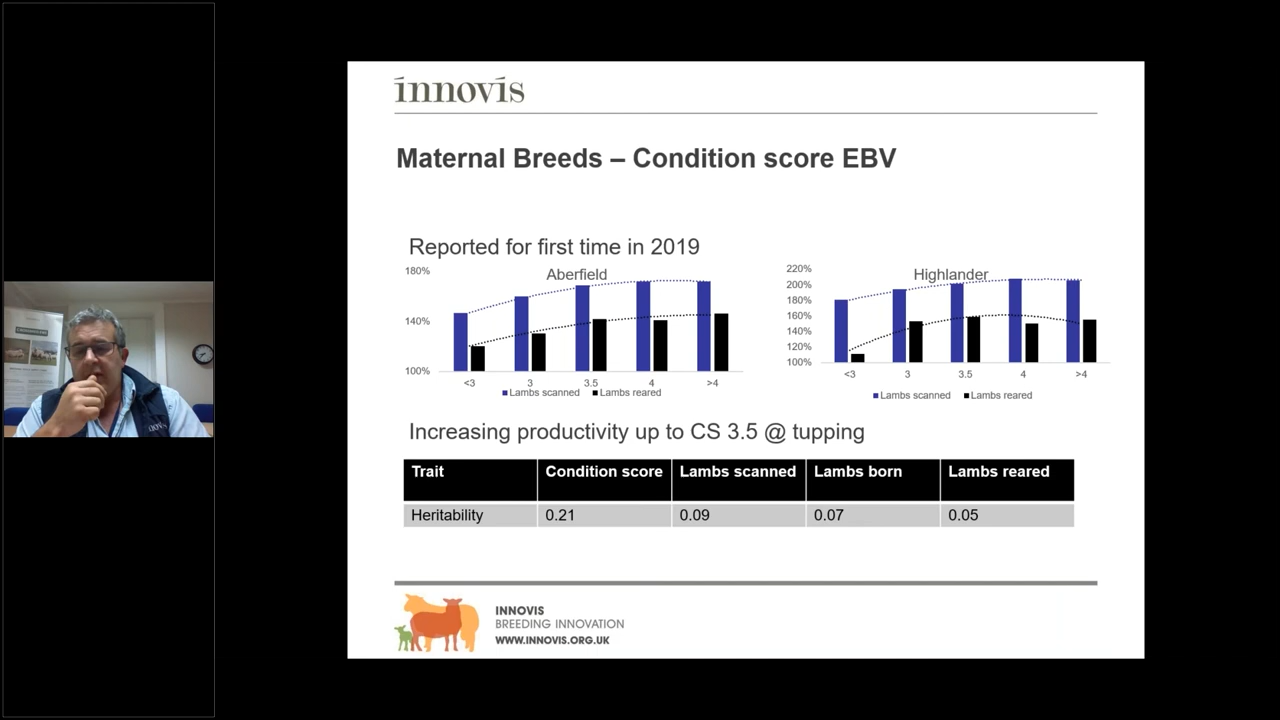 innovis
Maternal Breeds – Condition score EBV
Reported for first time in 2019
Aberfield
180%
140%
100%
<3 3 3.5 4 >4
Lambs scanned Lambs reared
Highlander
220%
200%
180%
160%
140%
120%
100%
<3 3 3.5 4 >4
Lambs scanned Lambs reared
Increasing productivity up to CS 3.5 @ tupping
Trait Condition score Lambs scanned Lambs born Lambs reared
Heritability 0.21 0.09 0.07 0.05
INNOVIS
BREEDING INNOVATION
WWW.INNOVIS.ORG.UK